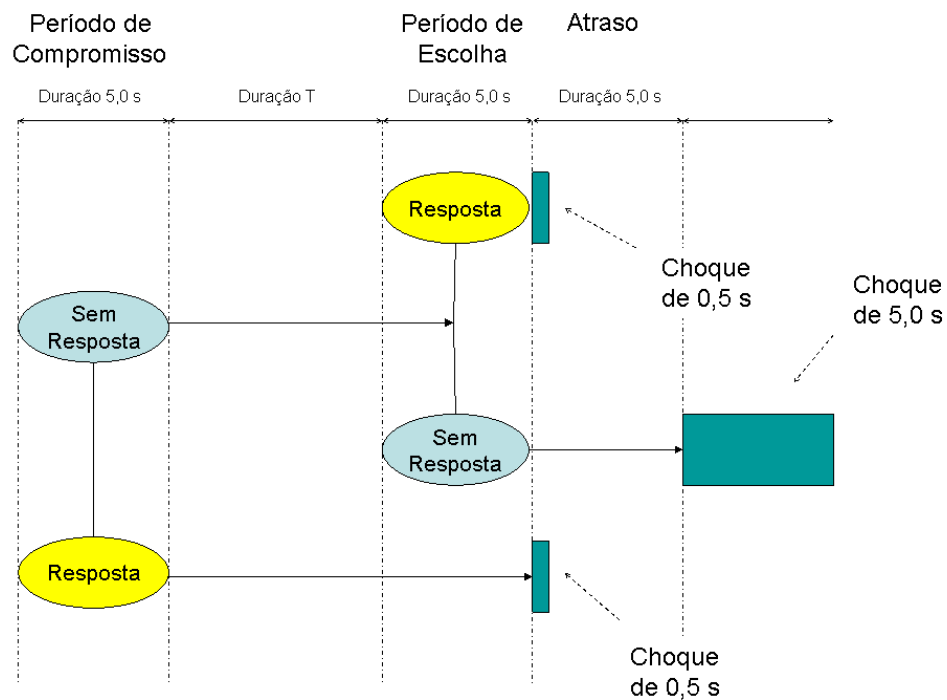 Período de
Compromisso
Período de
Escolha
Atraso
Duração 5,0 s
Duração T
Duração 5,0 s
Duração 5,0 s
Resposta
Choque
de 0,5 s
Choque
de 5,0 s
Sem
Resposta
Sem
Resposta
Resposta
Choque
de 0,5 s